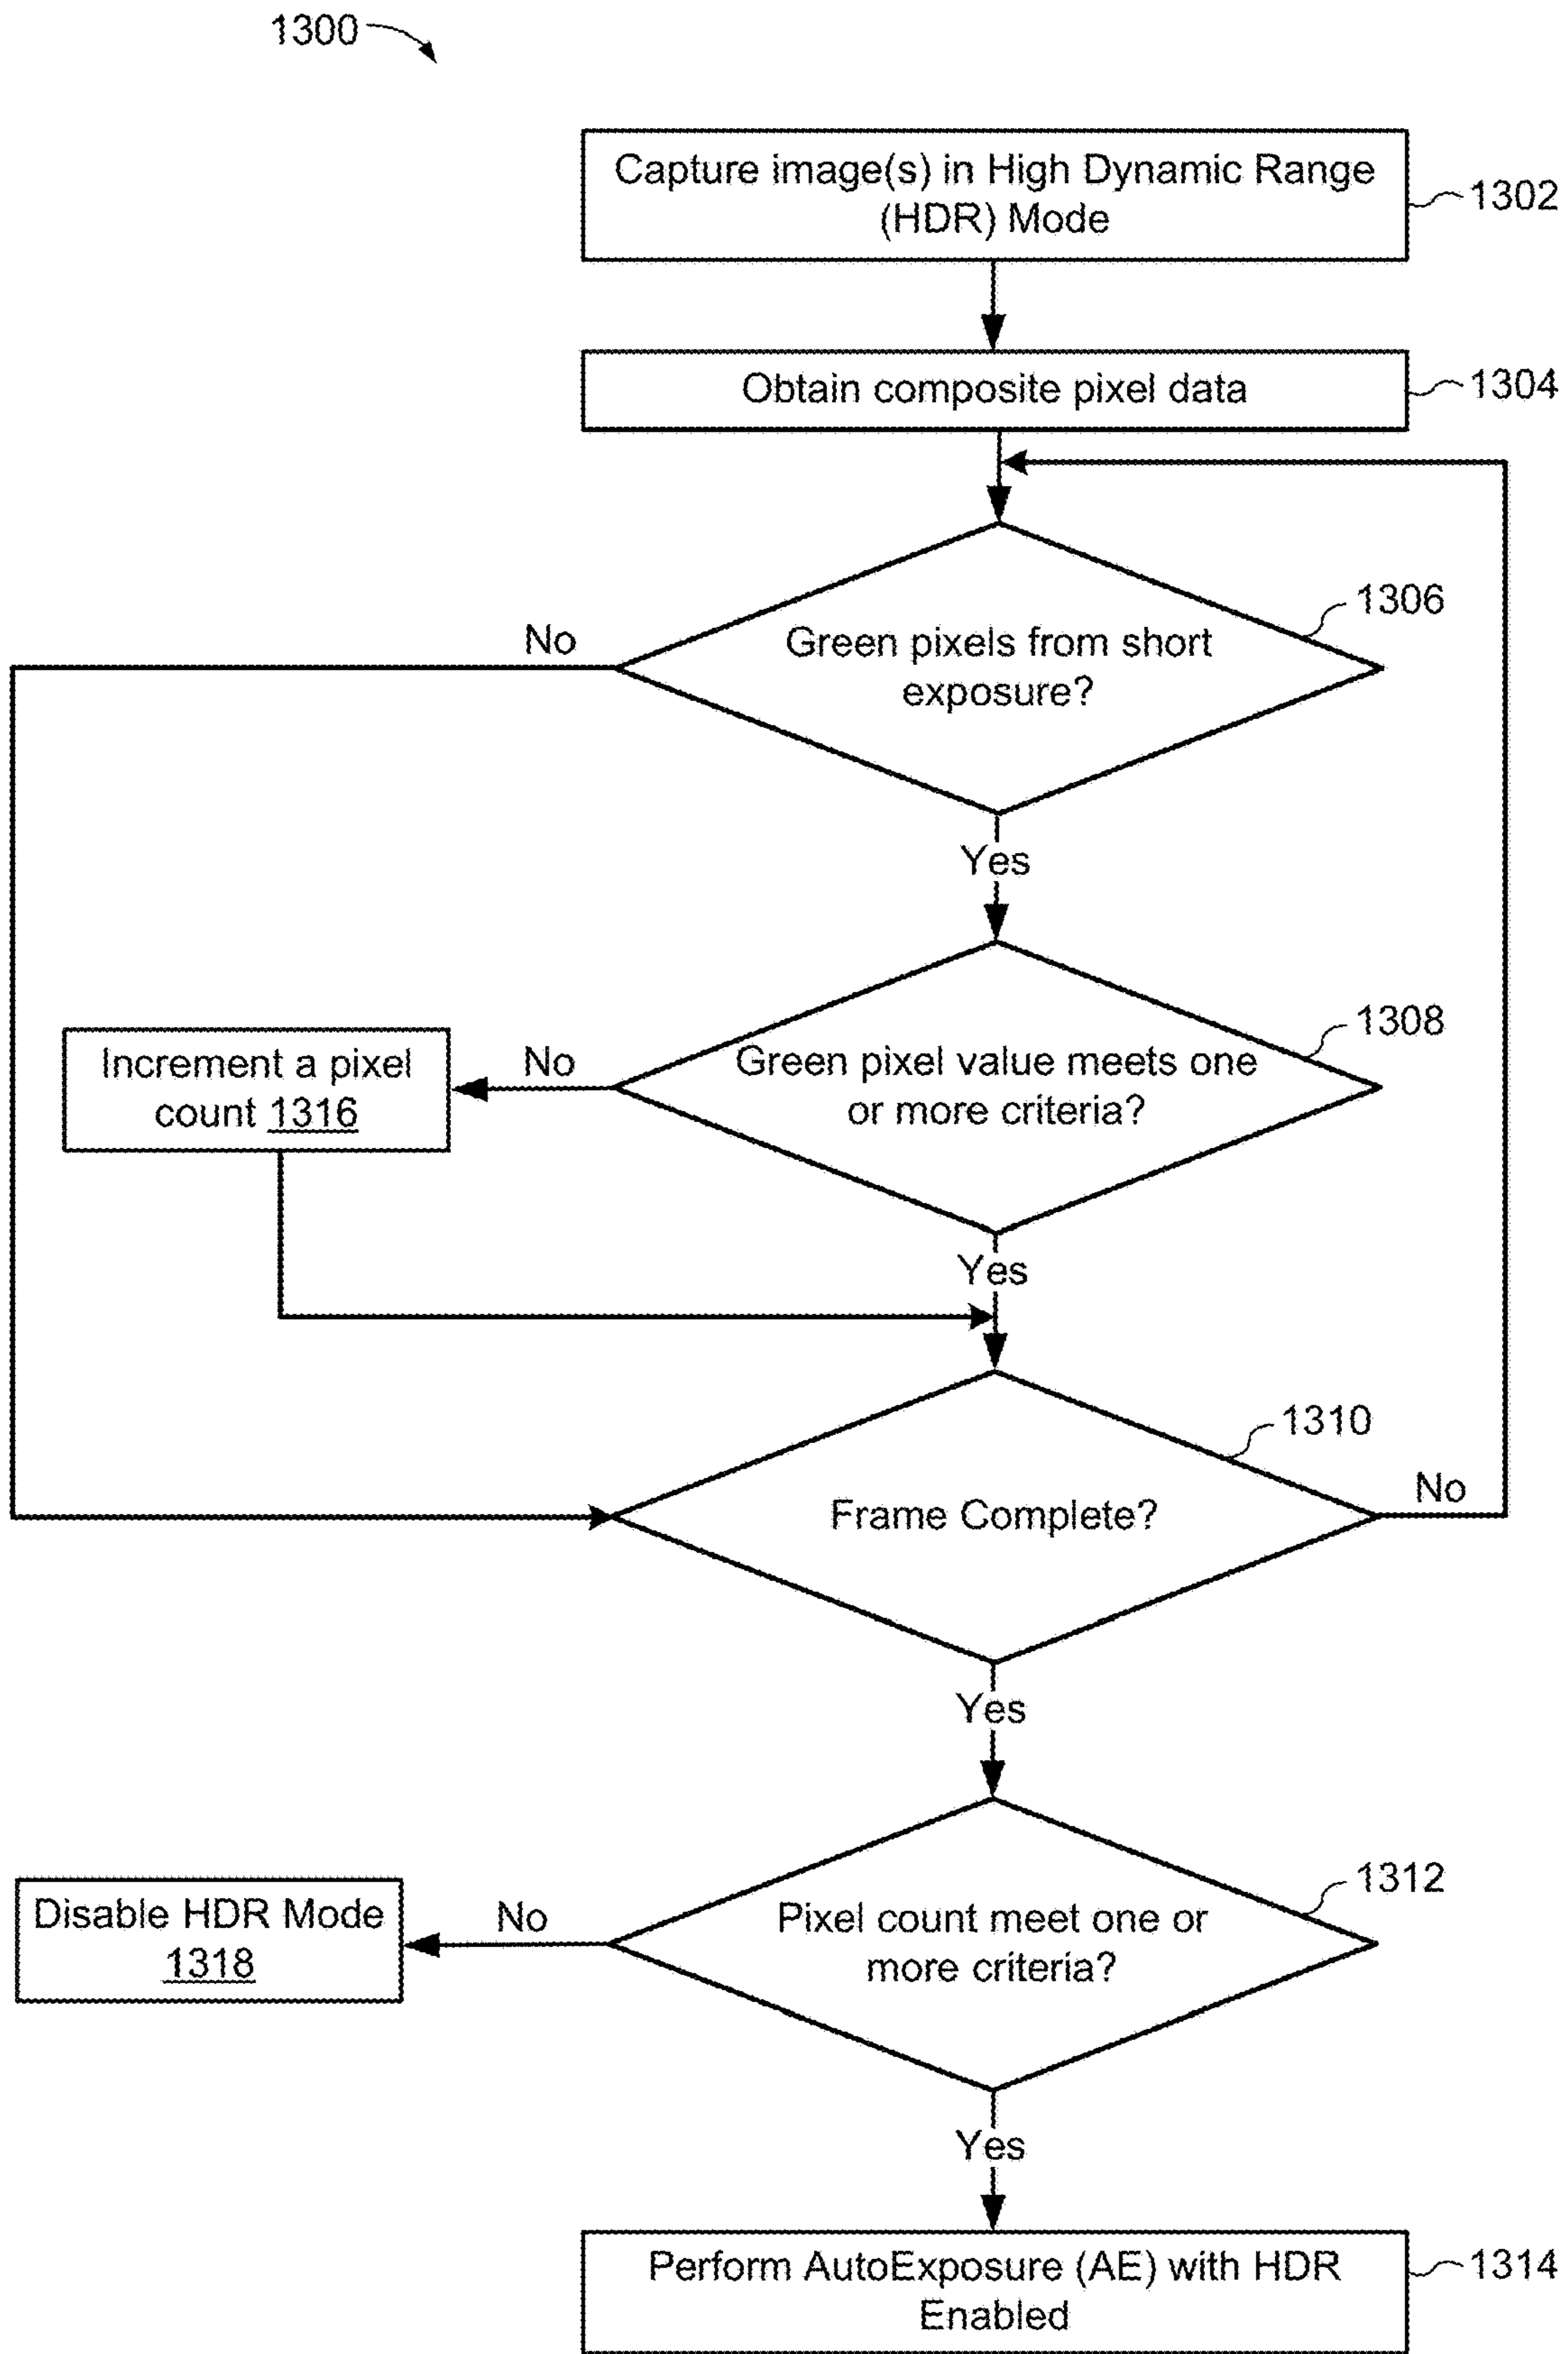 1300
Capture image(s) in High Dynamic Range
(HDR) Mode
1302
Obtain composite pixel data
1304
1306
No
Green pixels from short
exposure?
Yes
1308
Increment a pixel
count 1316
No
Green pixel value meets one
or more criteria?
Yes
1310
Frame Complete?
No
Yes
1312
Disable HDR Mode
1318
No
Pixel count meet one or
more criteria?
Yes
Perform AutoExposure (AE) with HDR
Enabled
1314